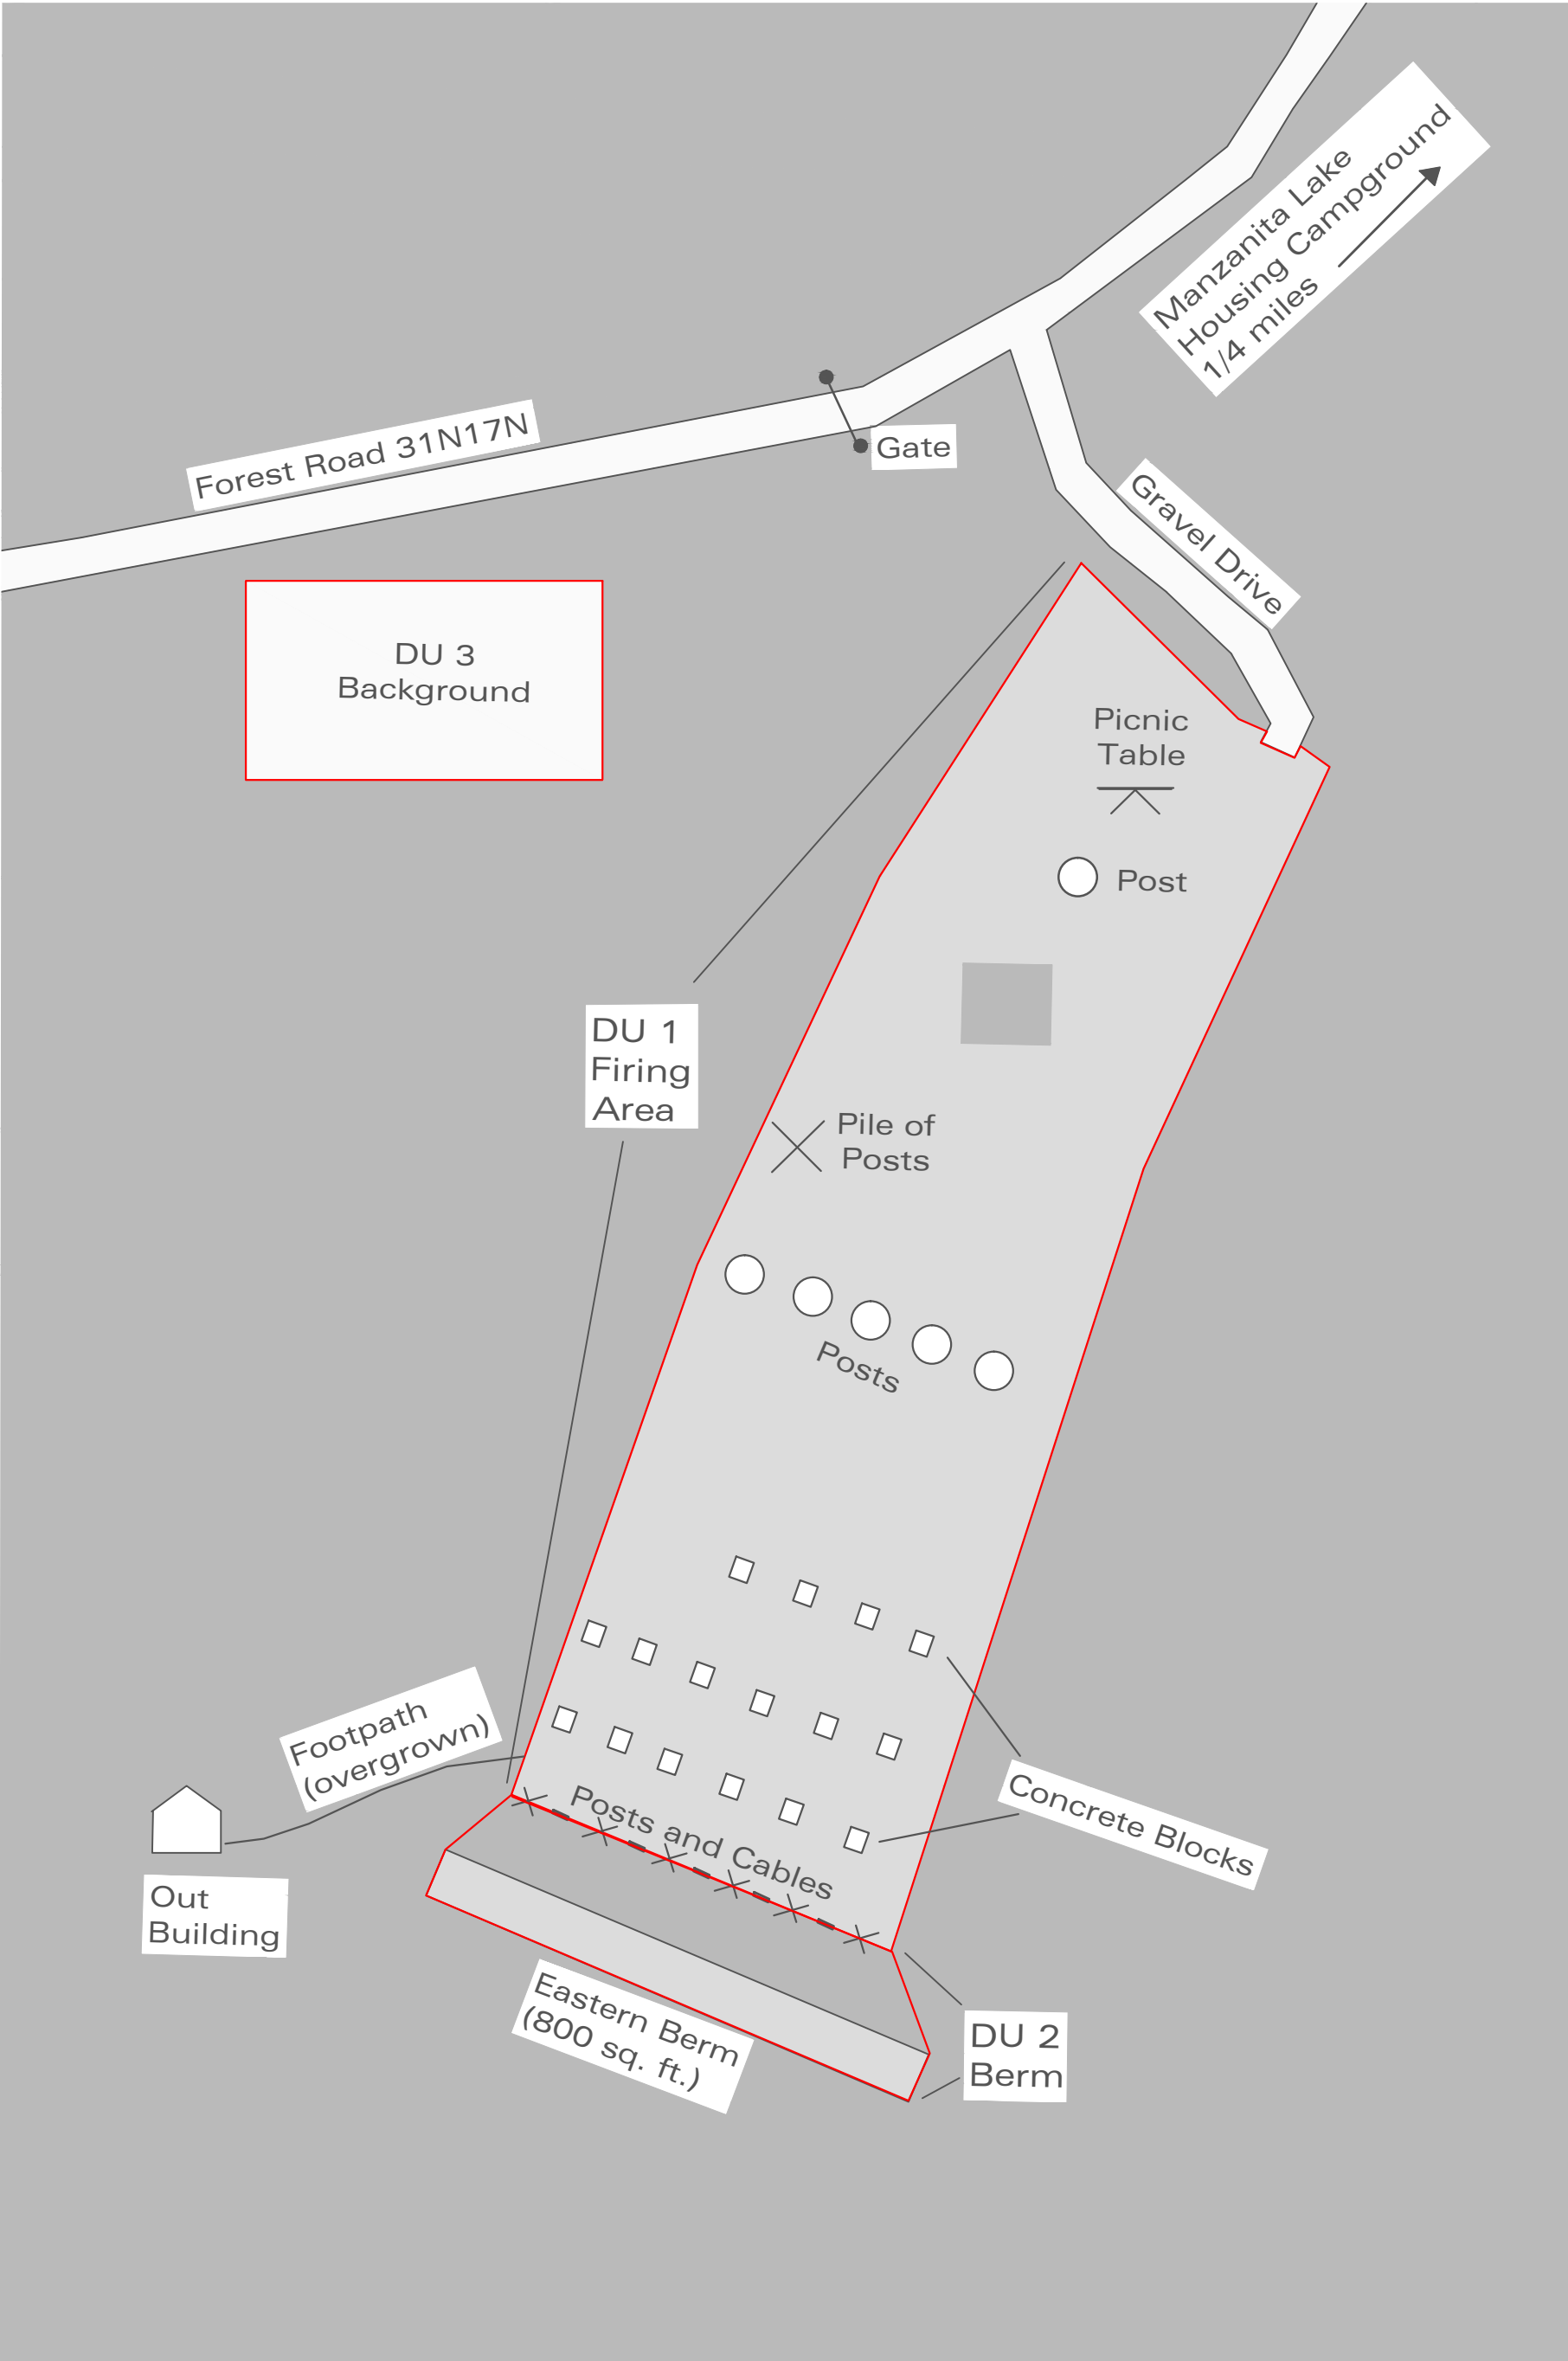 Manzanita Lake
Housing Campground
1/4 miles
Forest Road 31N17N
Gate
Gravel Drive
DU 3
Background
Picnic
Table
Post
DU 1
Firing
Area
Pile of
Posts
Posts
Footpath
(overgrown)
Posts and Cables
Concrete Blocks
Out
Building
Eastern Berm
(800 sq. ft.)
DU 2
Berm